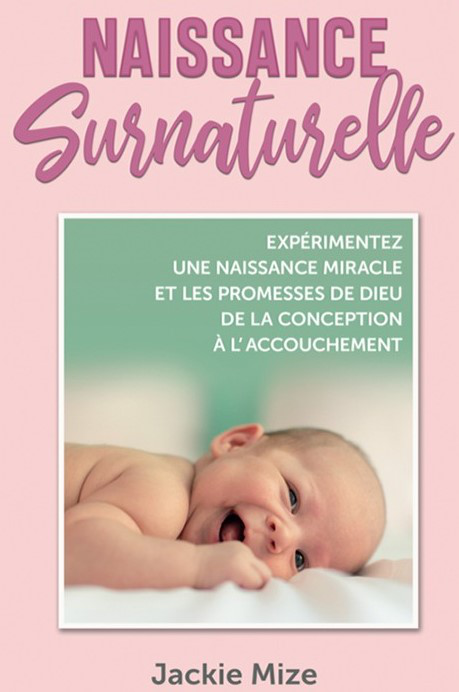 NAISSANCE
Surnaturelle
EXPÉRIMENTEZ
UNE NAISSANCE MIRACLE
ET LES PROMESSES DE DIEU
DE LA CONCEPTION
À L'ACCOUCHEMENT
Jackie Mize